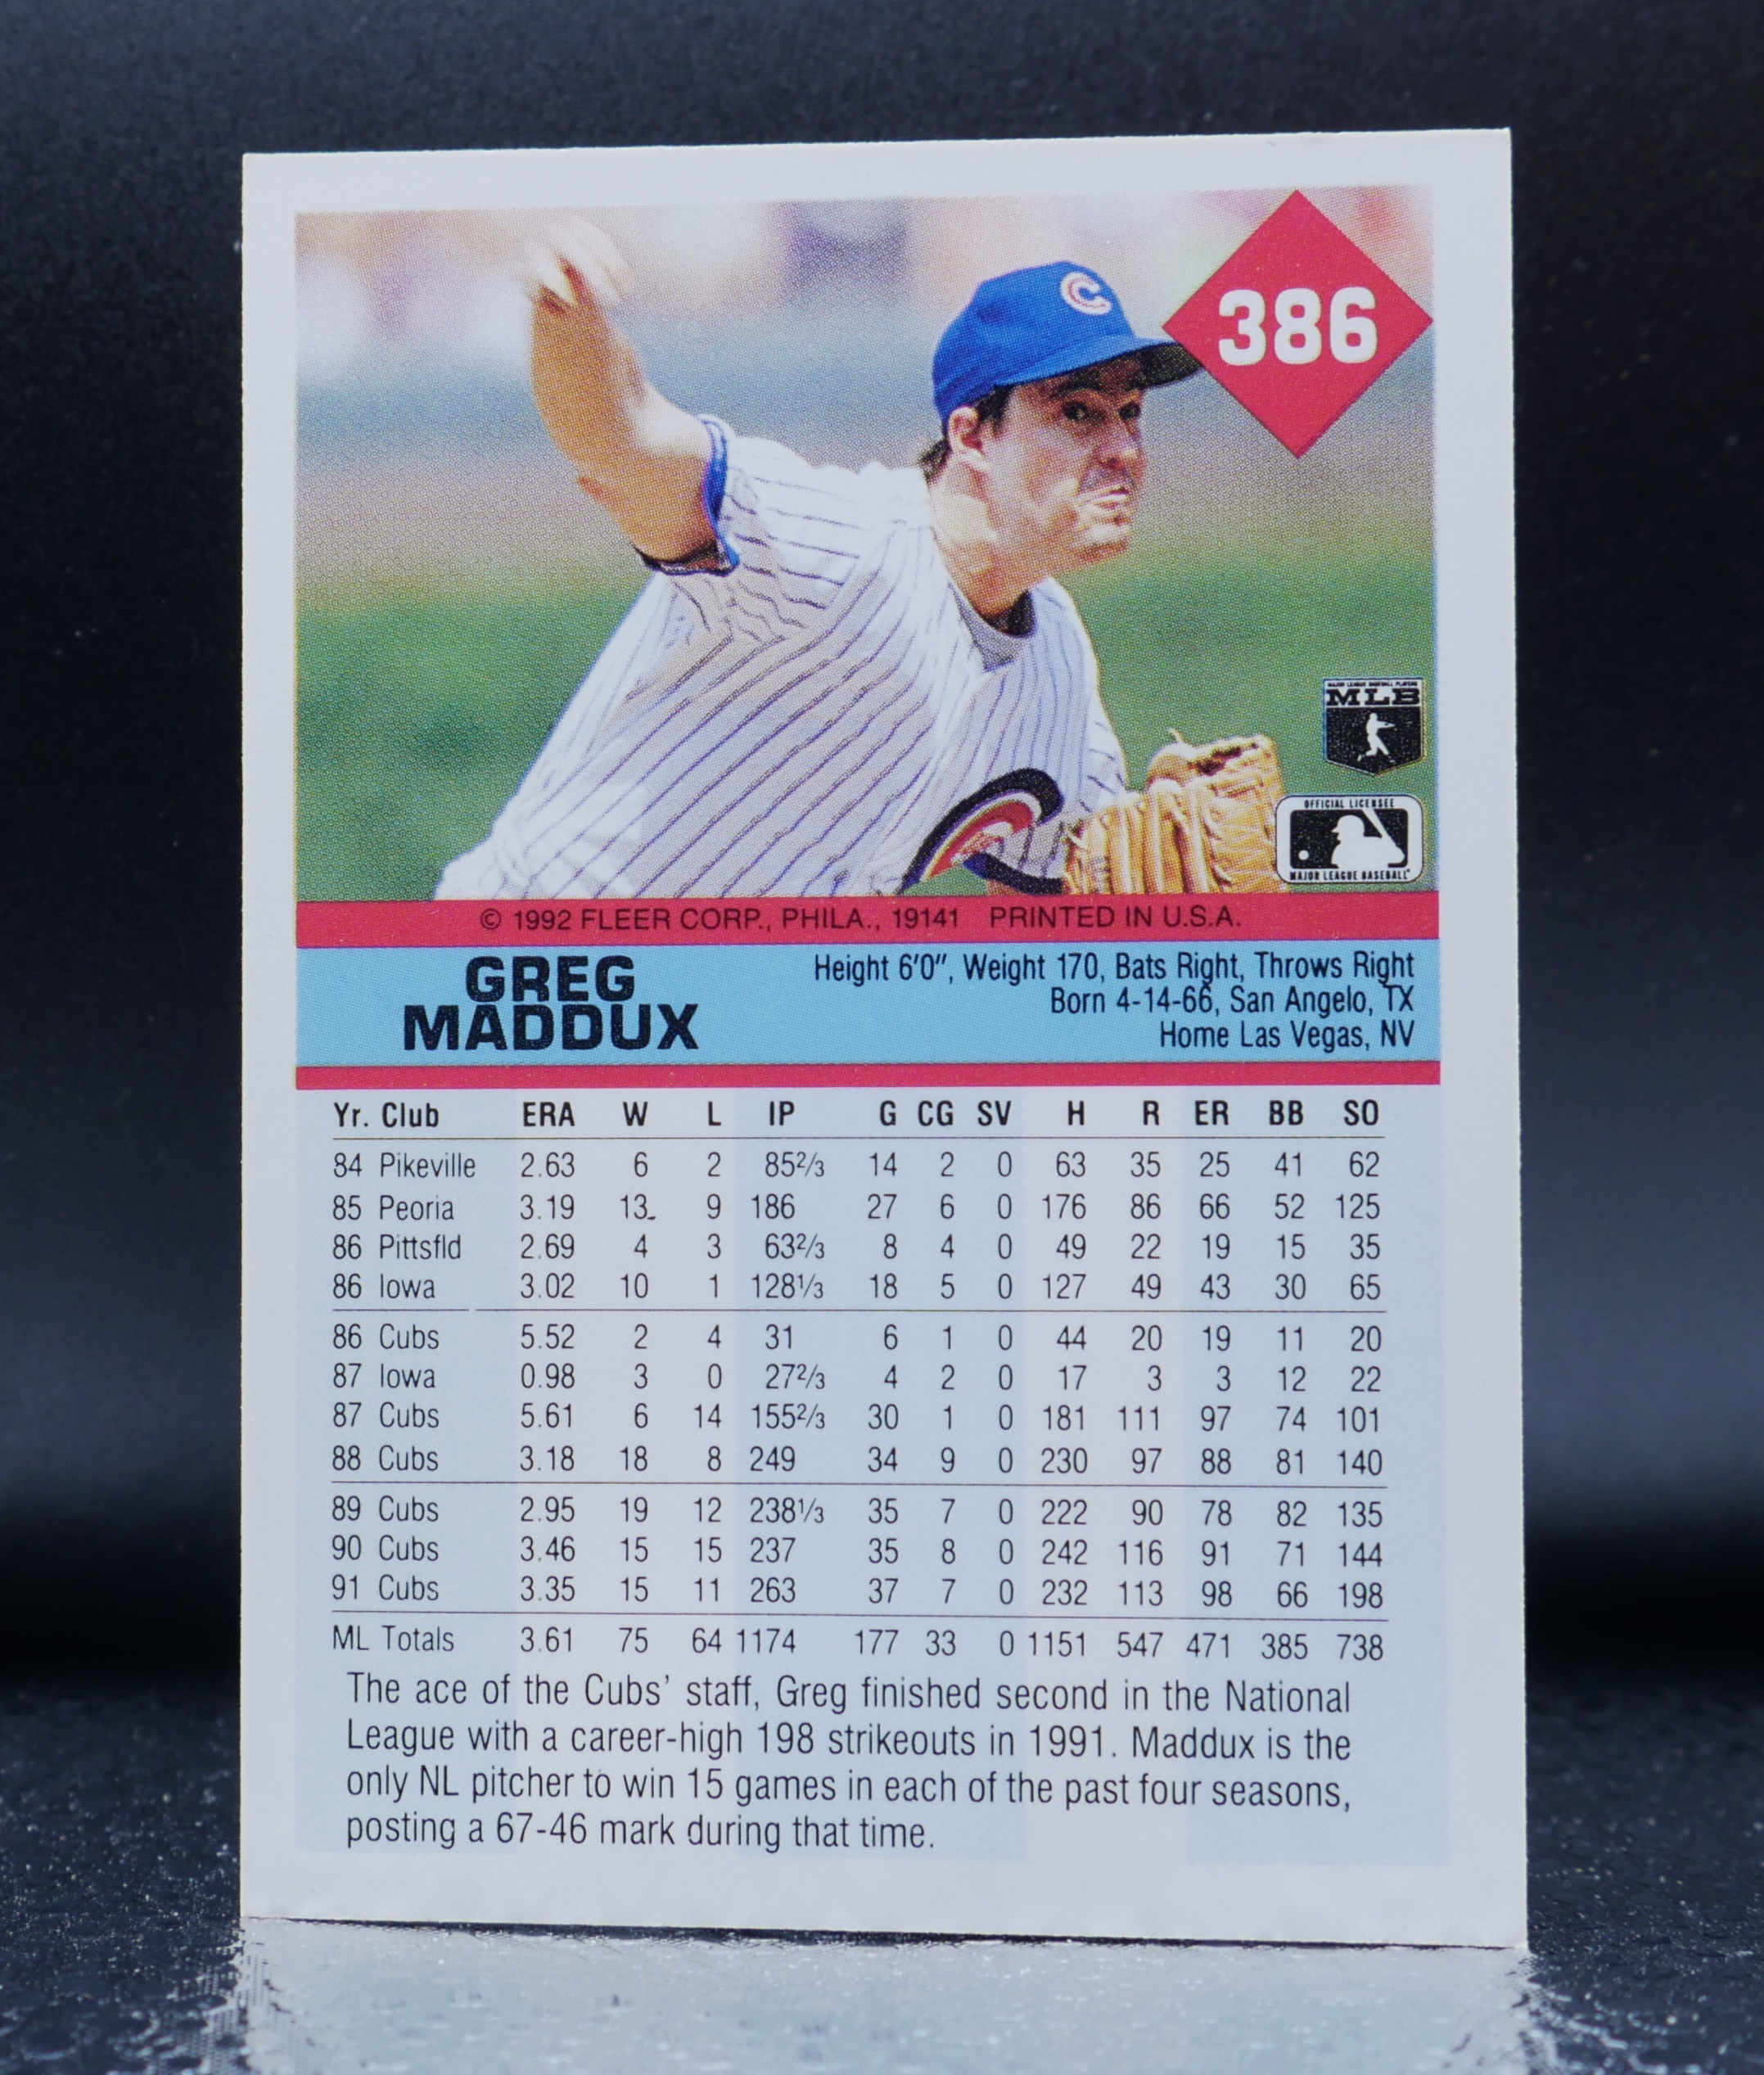 C
386
MAJOR LEAGUE BASEBALL PLAYERS
MLB
OFFICIAL LICENSEE
MAJOR LEAGUE BASEBALL
© 1992 FLEER CORP., PHILA., 19141 PRINTED IN U.S.A.
GREG
MADDUX
Height 6'0", Weight 170, Bats Right, Throws Right
Born 4-14-66, San Angelo, TX
Home Las Vegas, NV
Yr. Club ERA W L IP G CG SV H R ER BB SO
84 Pikeville 2.63 6 2 852/3 14 2 0 63 35 25 41 62
85 Peoria 3.19 13 9 186 27 6 0 176 86 66 52 125
86 Pittsfld 2.69 4 3 632/3 8 4 0 49 22 19 15 35
86 Iowa 3.02 10 1 1281/3 18 5 0 127 49 43 30 65
86 Cubs 5.52 2 4 31 6 1 0 44 20 19 11 20
87 Iowa 0.98 3 0 272/3 4 2 0 17 3 3 12 22
87 Cubs 5.61 6 14 1552/3 30 1 0 181 111 97 74 101
88 Cubs 3.18 18 8 249 34 9 0 230 97 88 81 140
89 Cubs 2.95 19 12 2381/3 35 7 0 222 90 78 82 135
90 Cubs 3.46 15 15 237 35 8 0 242 116 91 71 144
91 Cubs 3.35 15 11 263 37 7 0 232 113 98 66 198
ML Totals 3.61 75 64 1174 177 33 0 1151 547 471 385 738
The ace of the Cubs' staff, Greg finished second in the National
League with a career-high 198 strikeouts in 1991. Maddux is the
only NL pitcher to win 15 games in each of the past four seasons,
posting a 67-46 mark during that time.